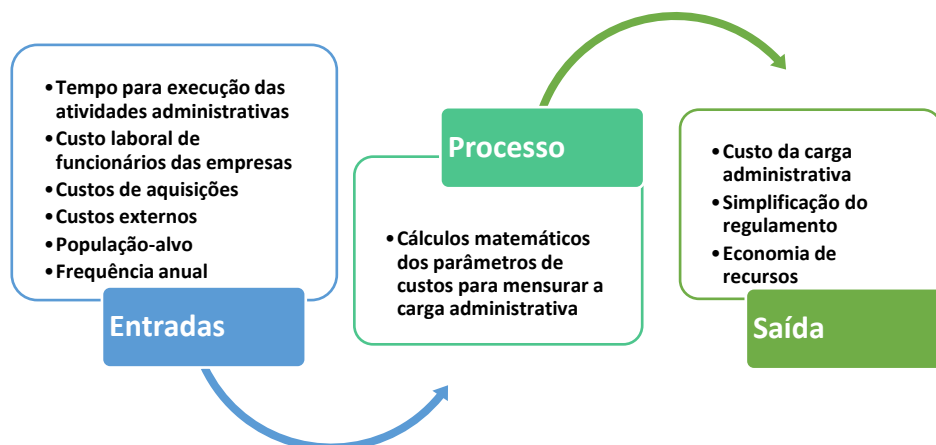 •Tempo para execução das
atividades administrativas
•Custo laboral de
funcionários das empresas
•Custos de aquisições
•Custos externos
•População-alvo
•Frequência anual
Entradas
Processo
•Cálculos matemáticos
dos parâmetros de
custos para mensurar a
carga administrativa
•Custo da carga
administrativa
•Simplificação do
regulamento
•Economia de
recursos
Saída